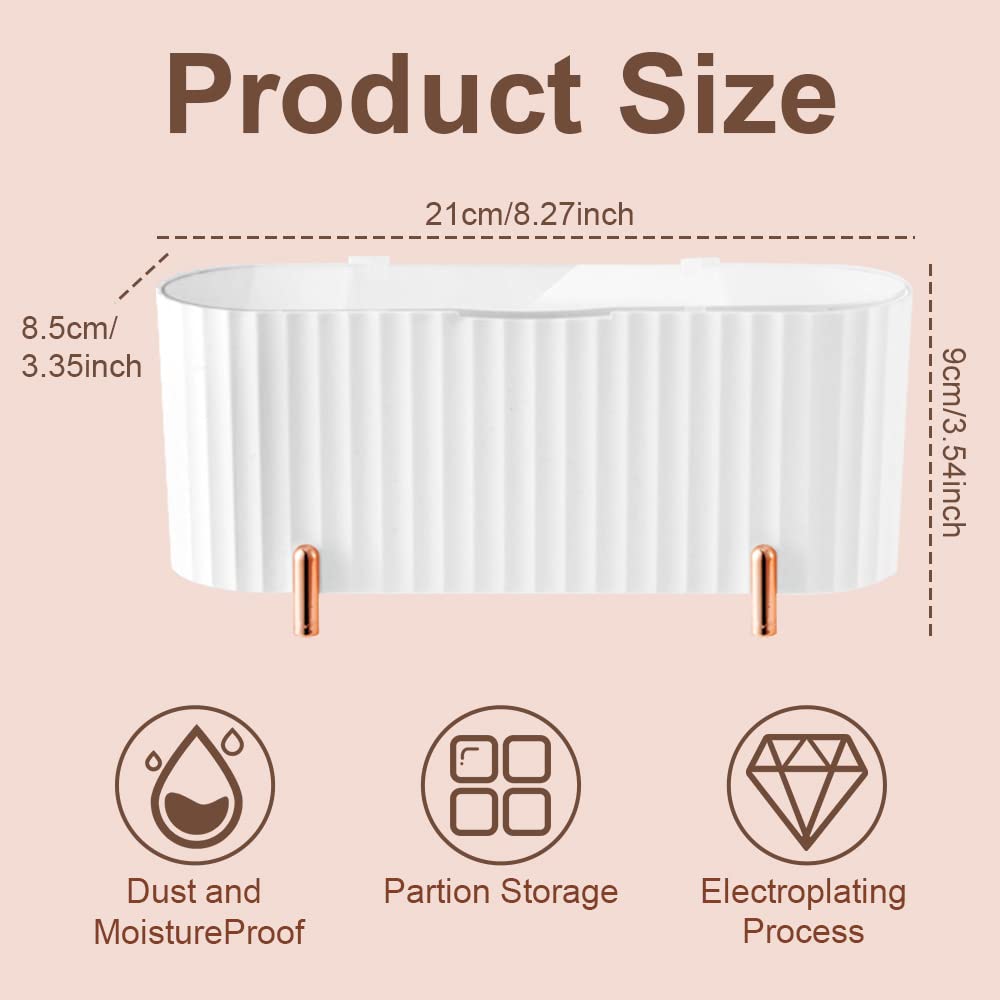 Product Size
21cm/8.27inch
8.5cm/
3.35inch
9cm/3.54inch
Dust and
MoistureProof
Partion Storage
Electroplating
Process